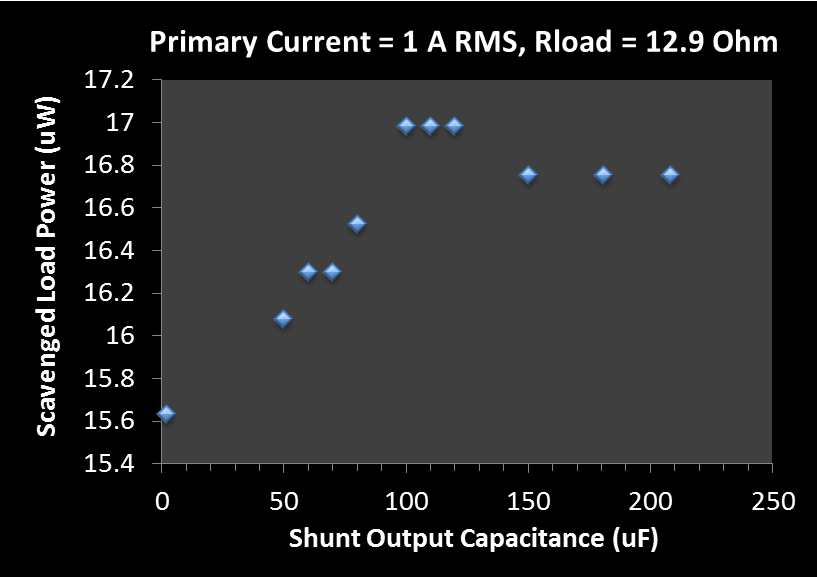 Primary Current = 1 A RMS, Rload = 12.9 Ohm
17.2
17
16.8
16.6
16.4
16.2
16
15.8
15.6
15.4
Scavenged Load Power (uW)
0 50 100 150 200 250
Shunt Output Capacitance (uF)